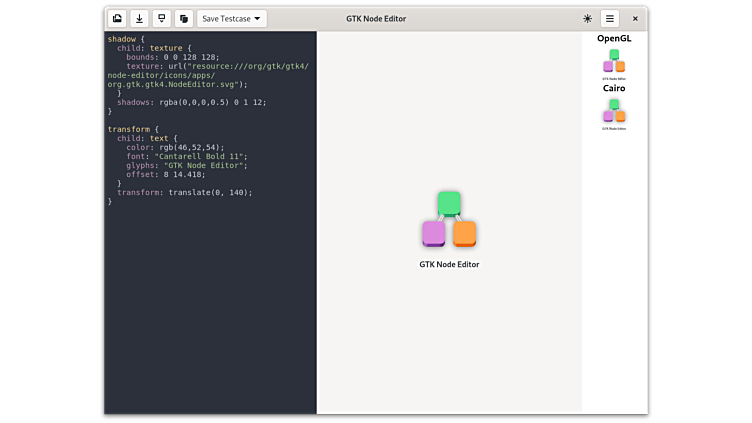 Save Testcase
GTK Node Editor
shadow {
child: texture {
bounds: 0 0 128 128;
texture: url("resource:///org/gtk/gtk4/
node-editor/icons/apps/
org.gtk.gtk4.NodeEditor.svg");
}
shadows: rgba(0,0,0,0.5) 0 1 12;
}
transform {
child: text {
color: rgb(46,52,54);
font: "Cantarell Bold 11";
glyphs: "GTK Node Editor";
offset: 8 14.418;
}
transform: translate(0, 140);
}
GTK Node Editor
OpenGL
GTK Node Editor
Cairo
GTK Node Editor